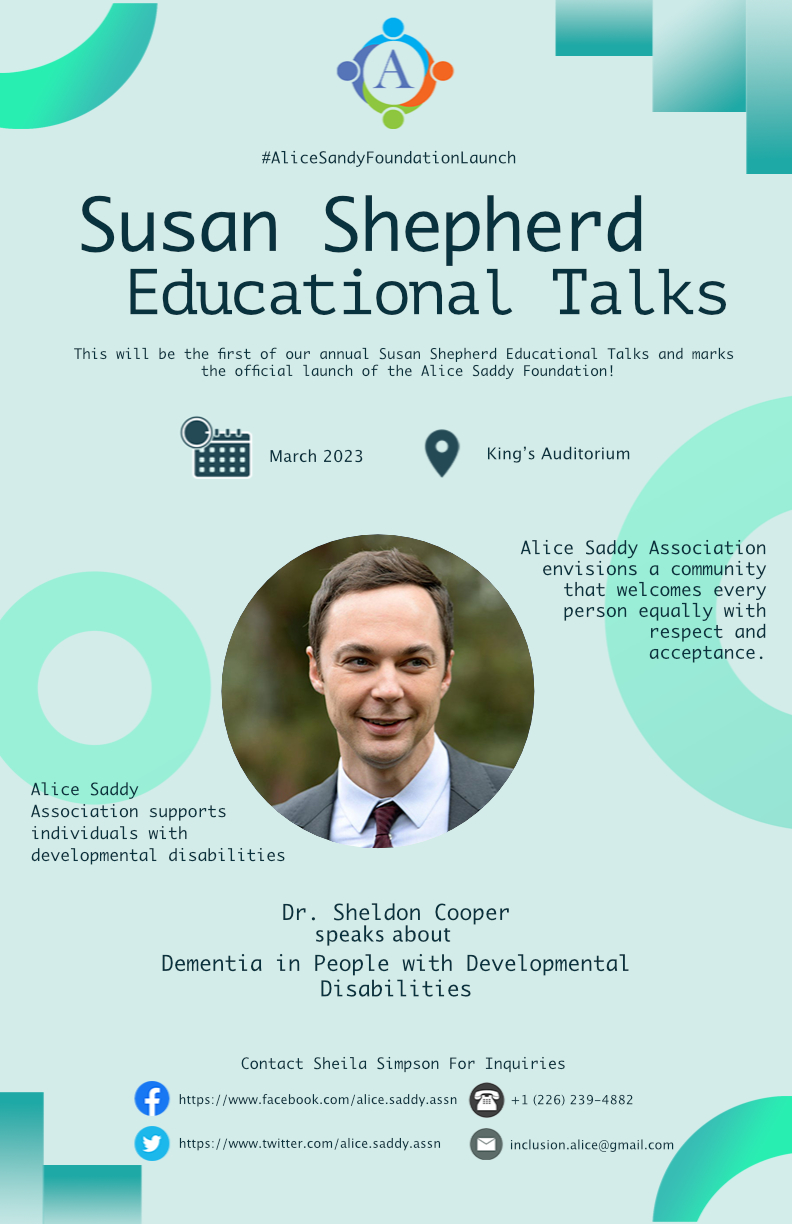 A
#AliceSandyFoundationLaunch
Susan Shepherd
Educational Talks
This will be the first of our annual Susan Shepherd Educational Talks and marks
the official launch of the Alice Saddy Foundation!
March 2023
King's Auditorium
Alice Saddy Association
envisions a community
that welcomes every
person equally with
respect and
acceptance.
Alice Saddy
Association supports
individuals with
developmental disabilities
Dr. Sheldon Cooper
speaks about
Dementia in People with Developmental
Disabilities
Contact Sheila Simpson For Inquiries
https://www.facebook.com/alice.saddy.assn
+1 (226) 239-4882
https://www.twitter.com/alice.saddy.assn
inclusion.alice@gmail.com